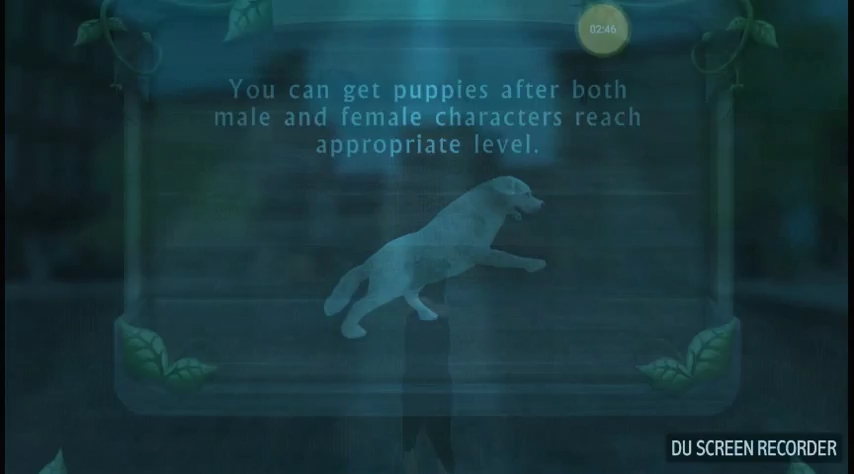 02:46
You can get puppies after both
male and female characters reach
appropriate level.
DU SCREEN RECORDER